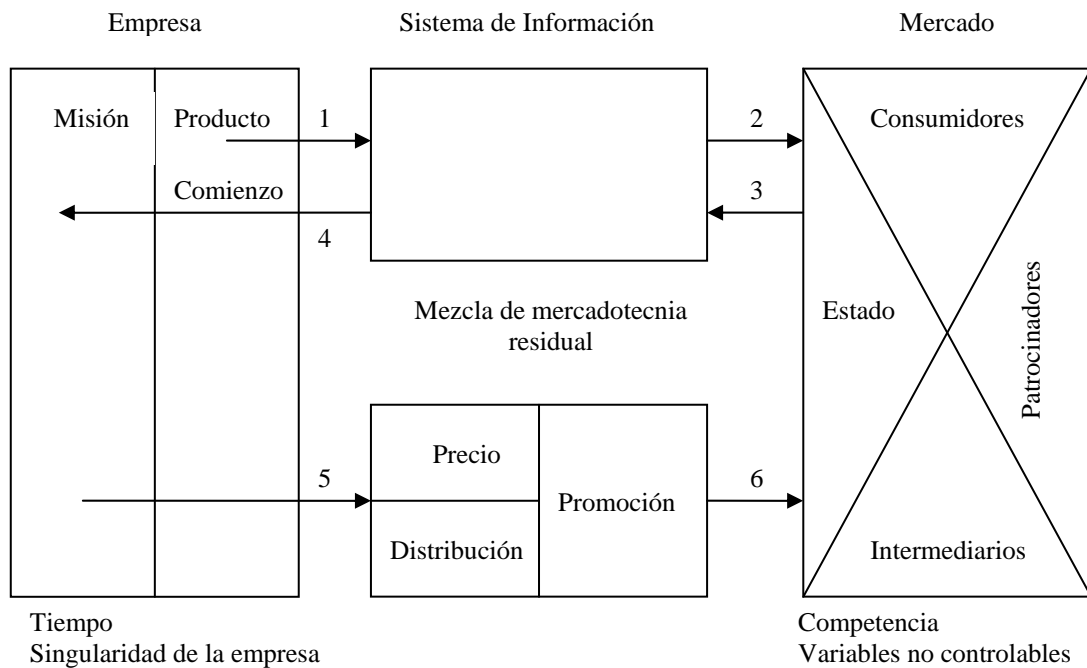 Empresa
Sistema de Información
Mercado
Misión
Producto
1
2
Consumidores
Comienzo
3
4
Mezcla de mercadotecnia
residual
Estado
Patrocinadores
Precio
5
6
Promoción
Distribución
Intermediarios
Tiempo
Singularidad de la empresa
Competencia
Variables no controlables